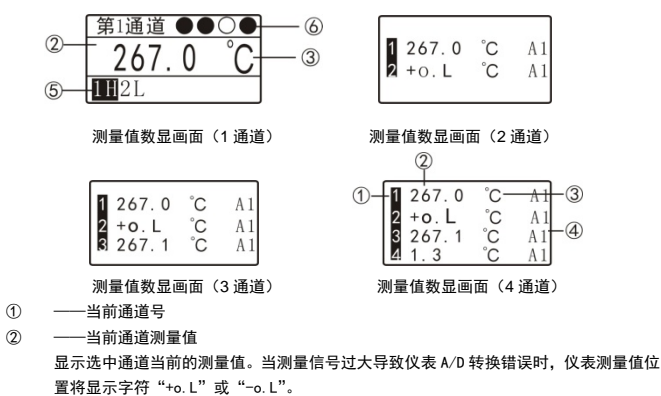 第1通道 ⑥
② 267.0 ℃ ③
⑤ 1H2L
测量值数显画面（1 通道）
1 267.0 ℃ A1
2 +o.L ℃ A1
测量值数显画面（2 通道）
1 267.0 ℃ A1
2 +o.L ℃ A1
3 267.1 ℃ A1
测量值数显画面（3 通道）
②
① 1 267.0 ℃ A1 ③
2 +o.L ℃ A1
④
3 267.1 ℃ A1
4 1.3 ℃ A1
测量值数显画面（4 通道）
① ——当前通道号
② ——当前通道测量值
显示选中通道当前的测量值。当测量信号过大导致仪表 A/D 转换错误时，仪表测量值位
置将显示字符“+o.L”或“-o.L”。